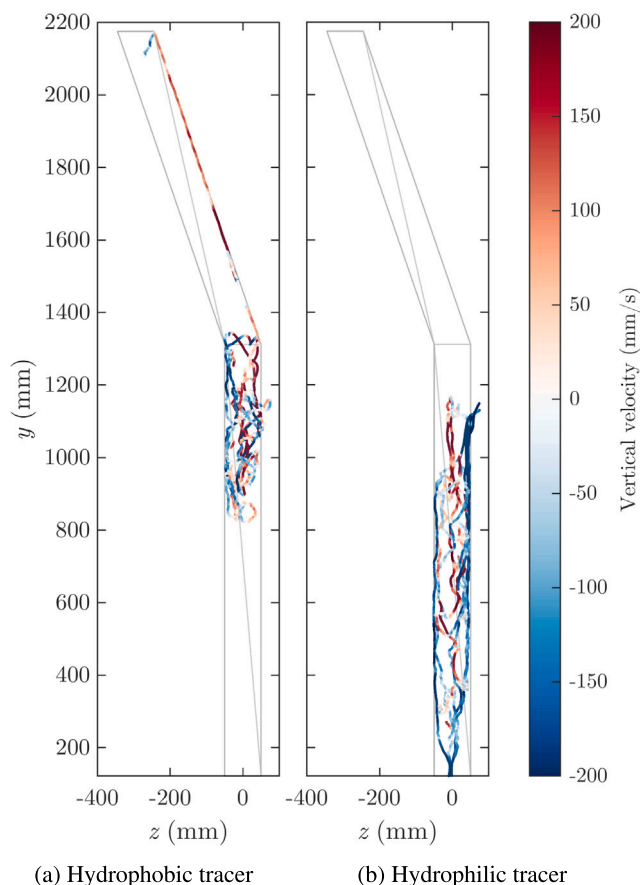 2200
2000
1800
1600
1400
1200
1000
800
600
400
200
y (mm)
-400 -200 0
z (mm)
-400 -200 0
z (mm)
200
150
100
50
0
-50
-100
-150
-200
Vertical velocity (mm/s)
(a) Hydrophobic tracer
(b) Hydrophilic tracer